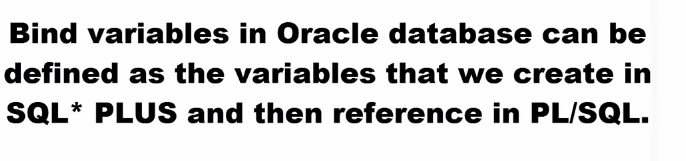 Bind variables in Oracle database can be
defined as the variables that we create in
SQL* PLUS and then reference in PL/SQL.